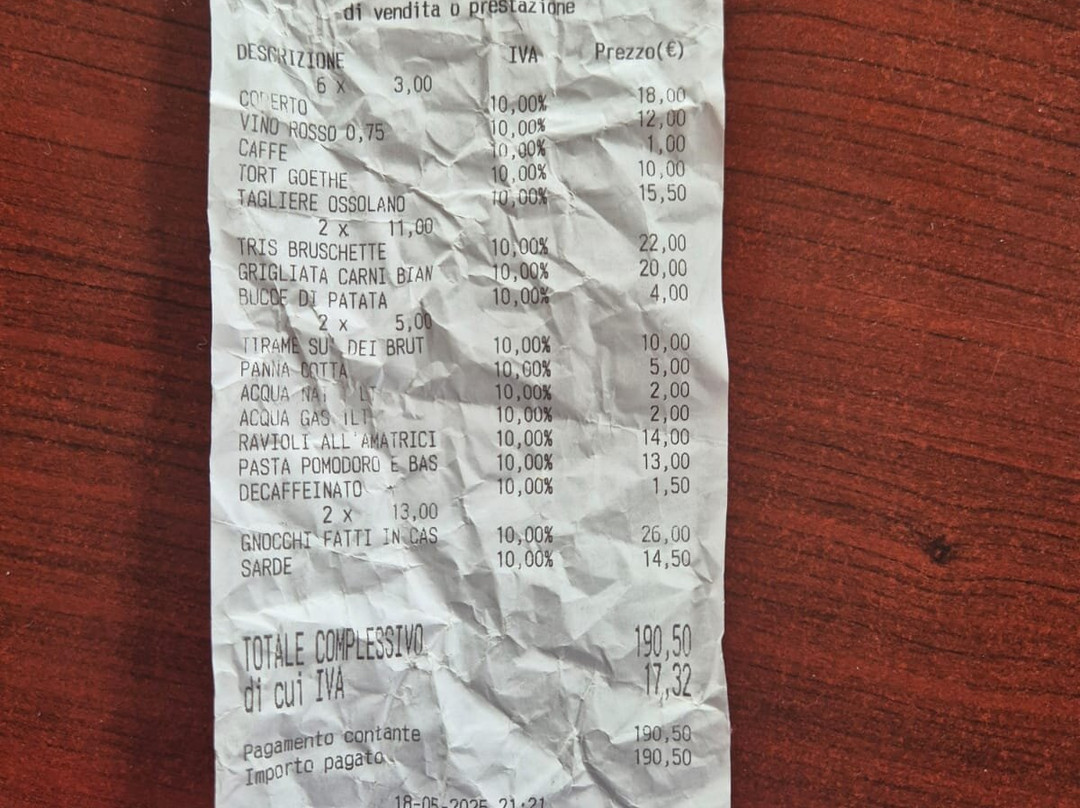 di vendita o prestazione
DESCRIZIONE IVA Prezzo(€)
6 x 3,00
COPERTO 10,00% 18,00
VINO ROSSO 0,75 10,00% 12,00
CAFFE 10,00% 1,00
TORT GOETHE 10,00% 10,00
TAGLIERE OSSOLANO 10,00% 15,50
2 x 11,00
TRIS BRUSCHETTE 10,00% 22,00
GRIGLIATA CARNI BIAN 10,00% 20,00
BUCCE DI PATATA 10,00% 4,00
2 x 5,00
TIRAME SU' DEI BRUT 10,00% 10,00
PANNA COTTA 10,00% 5,00
ACQUA NAT LT 10,00% 2,00
ACQUA GAS 1LT 10,00% 2,00
RAVIOLI ALL'AMATRICI 10,00% 14,00
PASTA POMODORO E BAS 10,00% 13,00
DECAFFEINATO 10,00% 1,50
2 x 13,00
GNOCCHI FATTI IN CAS 10,00% 26,00
SARDE 10,00% 14,50
TOTALE COMPLESSIVO 190,50
di cui IVA 17,32
Pagamento contante 190,50
Importo pagato 190,50
18-05-2025 21:21